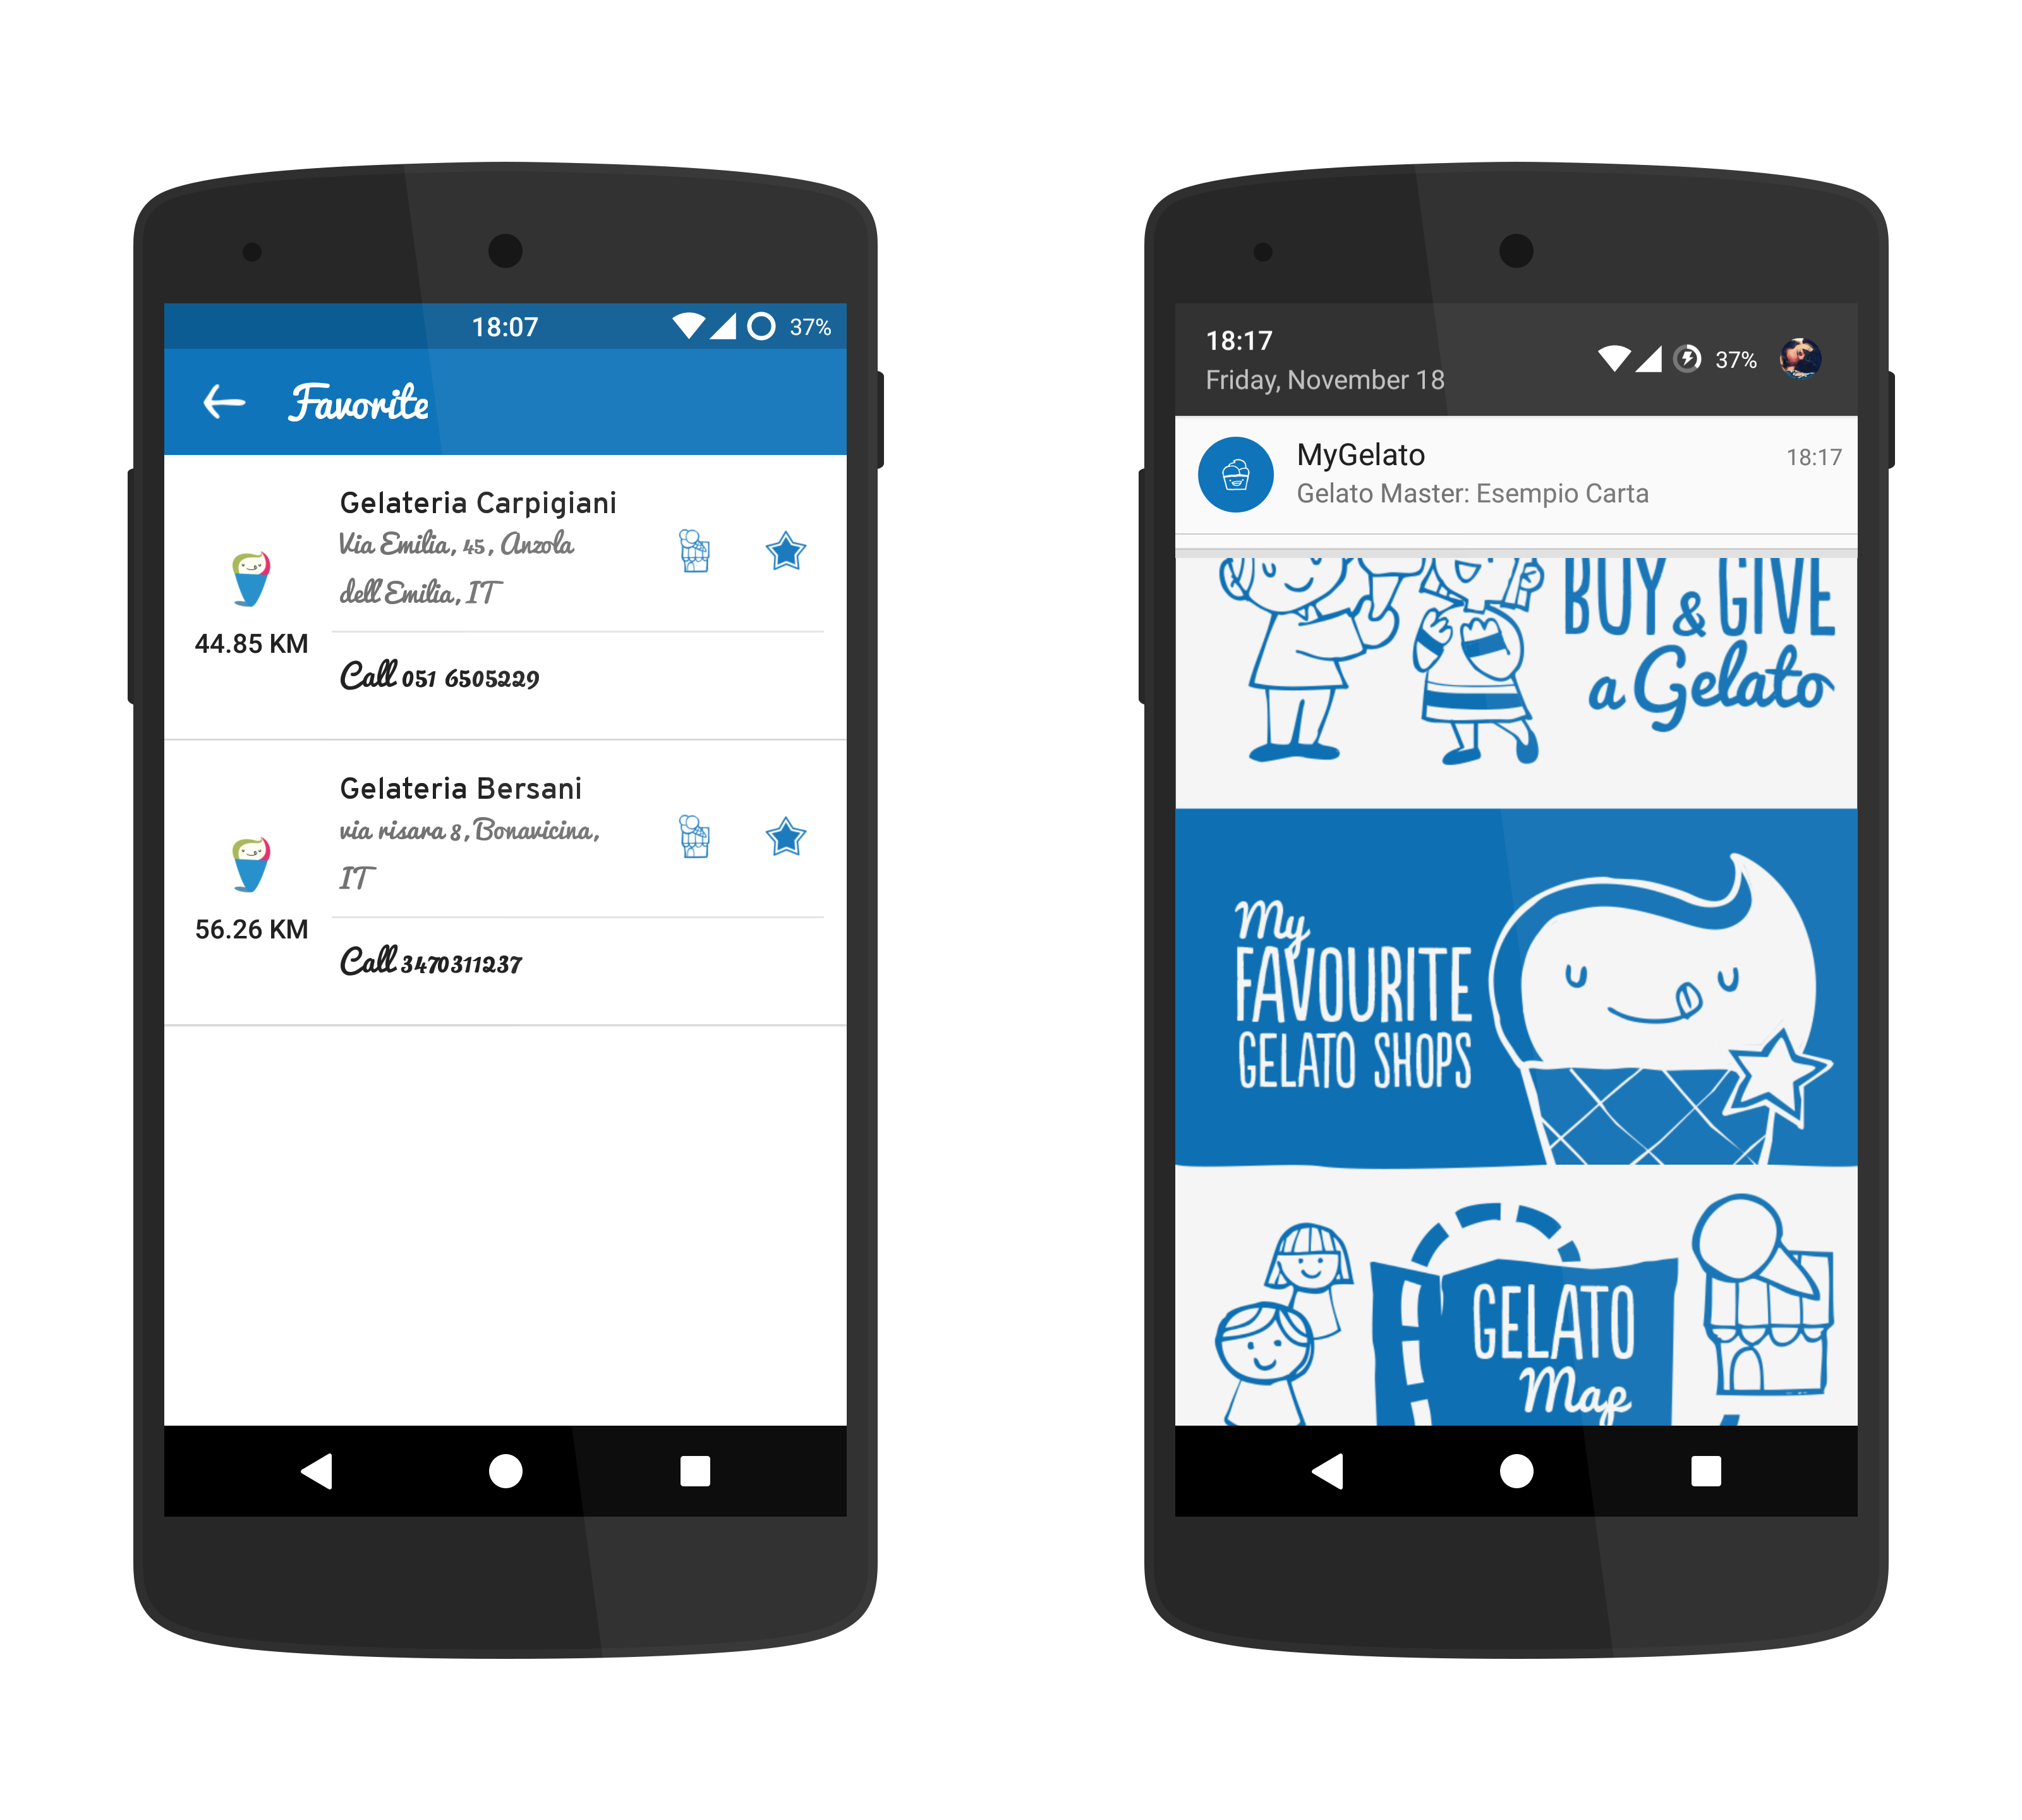 18:07
37%
Favorite
Gelateria Carpigiani
Via Emilia, 45, Anzola
dell'Emilia, IT
44.85 KM
Call 051 6505229
Gelateria Bersani
via risara 8, Bonavicina,
IT
56.26 KM
Call 3470311237
18:17
Friday, November 18
37%
MyGelato
18:17
Gelato Master: Esempio Carta
BUY & GIVE
a Gelato
My
FAVOURITE
GELATO SHOPS
GELATO
Map